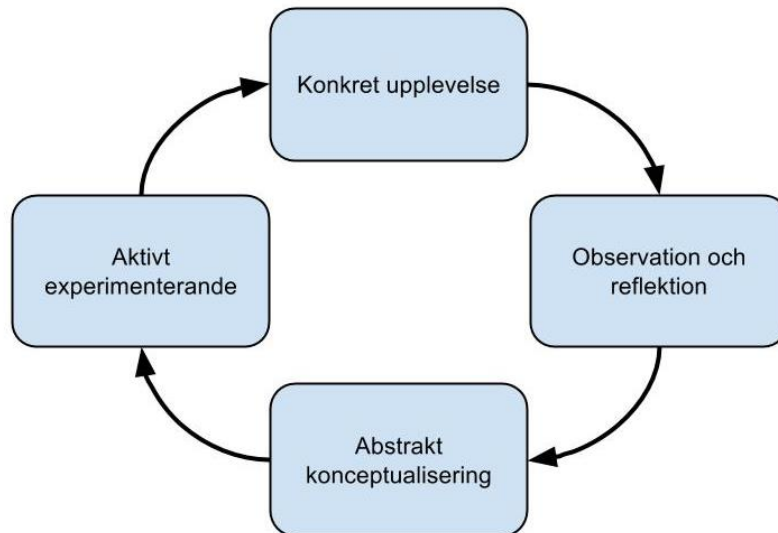 Konkret upplevelse
Observation och
reflektion
Abstrakt
konceptualisering
Aktivt
experimenterande